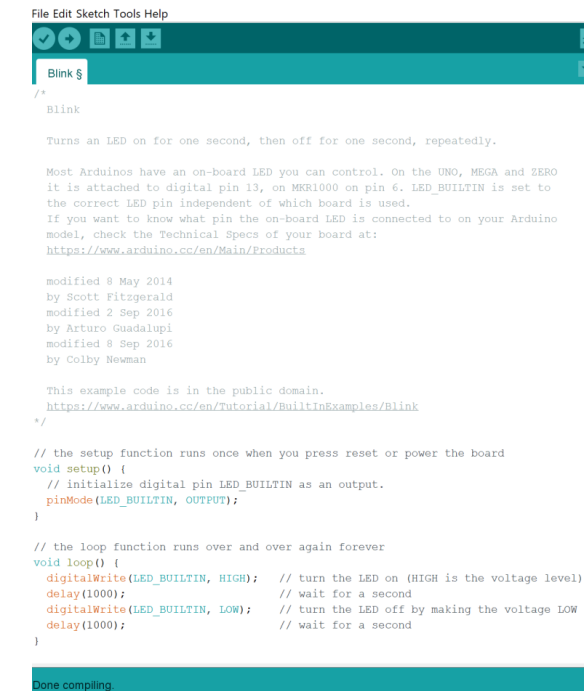 File Edit Sketch Tools Help
Blink §
/*
  Blink

  Turns an LED on for one second, then off for one second, repeatedly.

  Most Arduinos have an on-board LED you can control. On the UNO, MEGA and ZERO
  it is attached to digital pin 13, on MKR1000 on pin 6. LED_BUILTIN is set to
  the correct LED pin independent of which board is used.
  If you want to know what pin the on-board LED is connected to on your Arduino
  model, check the Technical Specs of your board at:
  https://www.arduino.cc/en/Main/Products

  modified 8 May 2014
  by Scott Fitzgerald
  modified 2 Sep 2016
  by Arturo Guadalupi
  modified 8 Sep 2016
  by Colby Newman

  This example code is in the public domain.
  https://www.arduino.cc/en/Tutorial/BuiltInExamples/Blink
*/

// the setup function runs once when you press reset or power the board
void setup() {
  // initialize digital pin LED_BUILTIN as an output.
  pinMode(LED_BUILTIN, OUTPUT);
}

// the loop function runs over and over again forever
void loop() {
  digitalWrite(LED_BUILTIN, HIGH);   // turn the LED on (HIGH is the voltage level)
  delay(1000);                       // wait for a second
  digitalWrite(LED_BUILTIN, LOW);    // turn the LED off by making the voltage LOW
  delay(1000);                       // wait for a second
}
Done compiling.